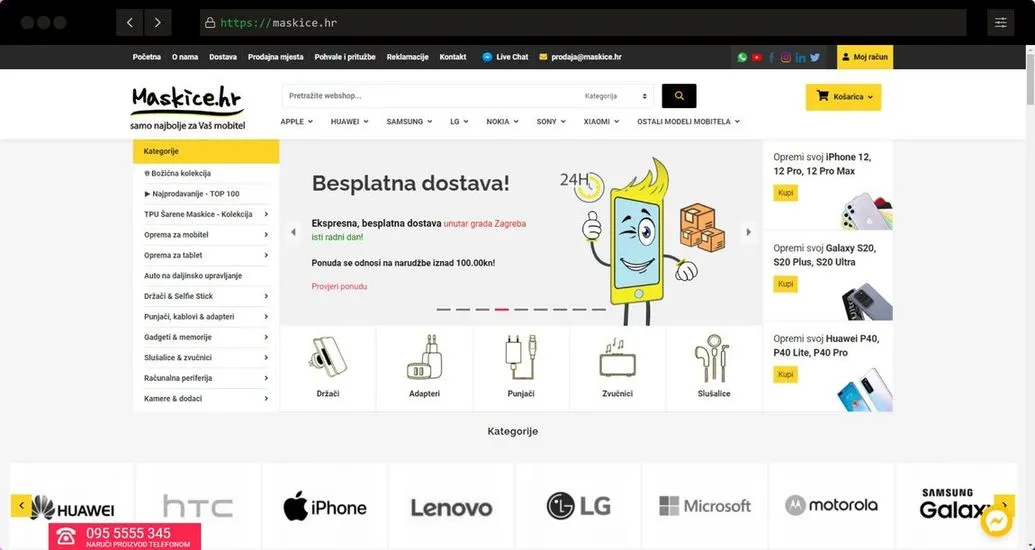 https://maskice.hr
Početna O nama Dostava Prodajna mjesta Pohvale i pritužbe Reklamacije Kontakt Live Chat prodaja@maskice.hr Moj račun
Maskice.hr
samo najbolje za Vaš mobitel
Pretražite webshop... Kategorija
Košarica
APPLE HUAWEI SAMSUNG LG NOKIA SONY XIAOMI OSTALI MODELI MOBITELA
Kategorije
Božićna kolekcija
Najprodavanije - TOP 100
TPU Šarene Maskice - Kolekcija
Oprema za mobitel
Oprema za tablet
Auto na daljinsko upravljanje
Držači & Selfie Stick
Punjači, kablovi & adapteri
Gadgeti & memorije
Slušalice & zvučnici
Računalna periferija
Kamere & dodaci
Besplatna dostava!
Ekspresna, besplatna dostava unutar grada Zagreba
isti radni dan!
Ponuda se odnosi na narudžbe iznad 100.00kn!
Provjeri ponudu
24H
Opremi svoj iPhone 12,
12 Pro, 12 Pro Max
Kupi
Opremi svoj Galaxy S20,
S20 Plus, S20 Ultra
Kupi
Opremi svoj Huawei P40,
P40 Lite, P40 Pro
Kupi
Držači
Adapteri
Punjači
Zvučnici
Slušalice
Kategorije
HUAWEI
hTC
iPhone
Lenovo
LG
Microsoft
motorola
SAMSUNG
Galaxy
095 5555 345
NARUČI PROIZVOD TELEFONOM